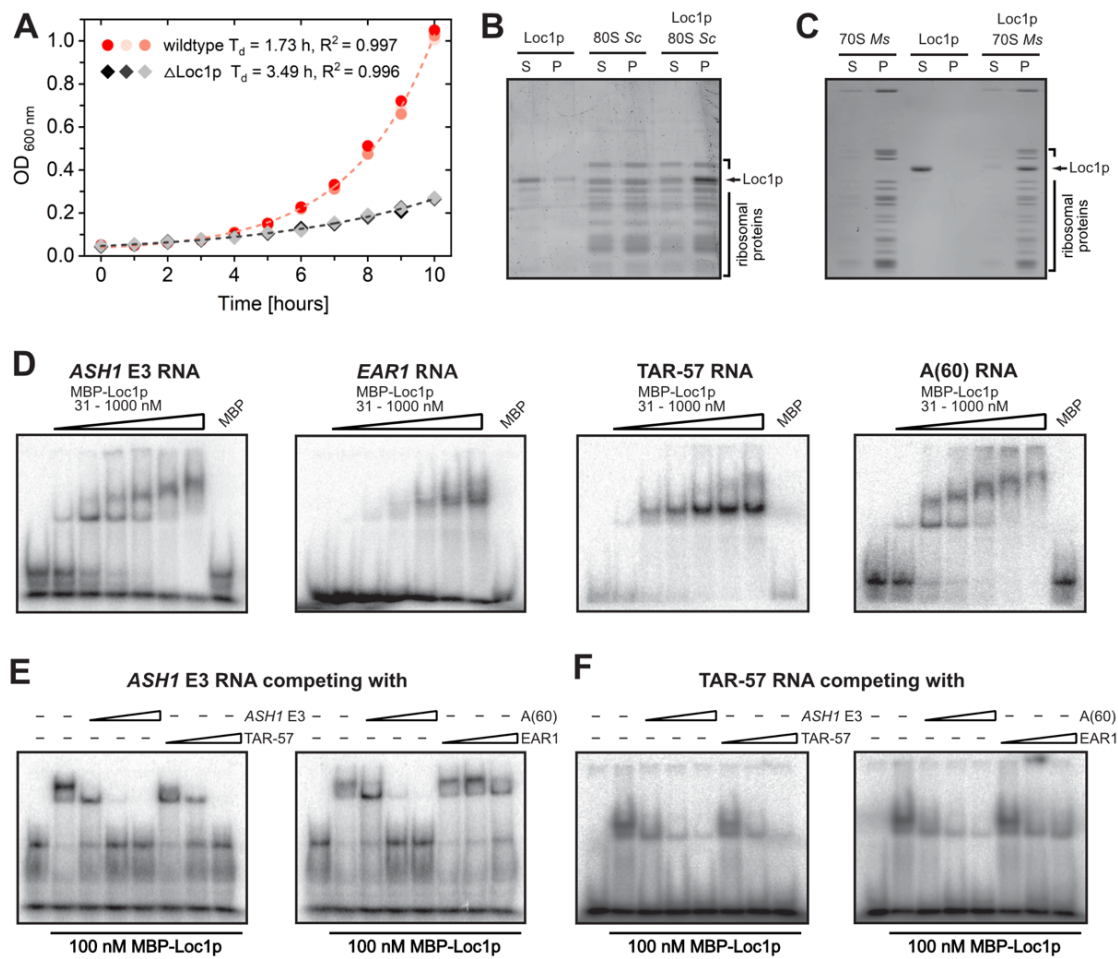 A
1.0
0.8
0.6
0.4
0.2
0.0
OD 600 nm
wildtype Td = 1.73 h, R2 = 0.997
ΔLoc1p Td = 3.49 h, R2 = 0.996
0 2 4 6 8 10
Time [hours]
B
Loc1p 80S Sc Loc1p
80S Sc
S P S P S P
Loc1p
ribosomal
proteins
C
70S Ms Loc1p Loc1p
70S Ms
S P S P S P
Loc1p
ribosomal
proteins
D
ASH1 E3 RNA
MBP-Loc1p
31 - 1000 nM
MBP
EAR1 RNA
MBP-Loc1p
31 - 1000 nM
MBP
TAR-57 RNA
MBP-Loc1p
31 - 1000 nM
MBP
A(60) RNA
MBP-Loc1p
31 - 1000 nM
MBP
E
ASH1 E3 RNA competing with
– – – – – ASH1 E3 – – – – – A(60)
– – – – – TAR-57 – – – – – EAR1
100 nM MBP-Loc1p
100 nM MBP-Loc1p
F
TAR-57 RNA competing with
– – – – – ASH1 E3 – – – – – A(60)
– – – – – TAR-57 – – – – – EAR1
100 nM MBP-Loc1p
100 nM MBP-Loc1p